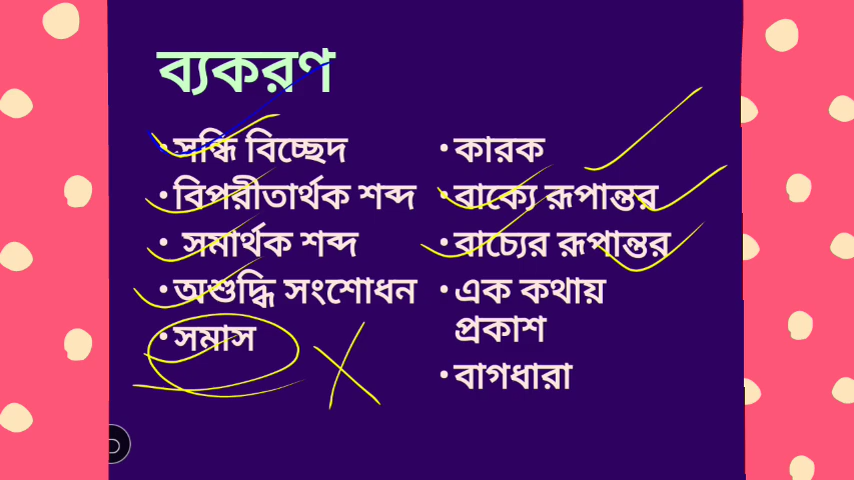 ব্যকরণ
• সন্ধি বিচ্ছেদ
• বিপরীতার্থক শব্দ
• সমার্থক শব্দ
• অশুদ্ধি সংশোধন
• সমাস
• কারক
• বাক্যে রূপান্তর
• বাচ্যের রূপান্তর
• এক কথায়
প্রকাশ
• বাগধারা